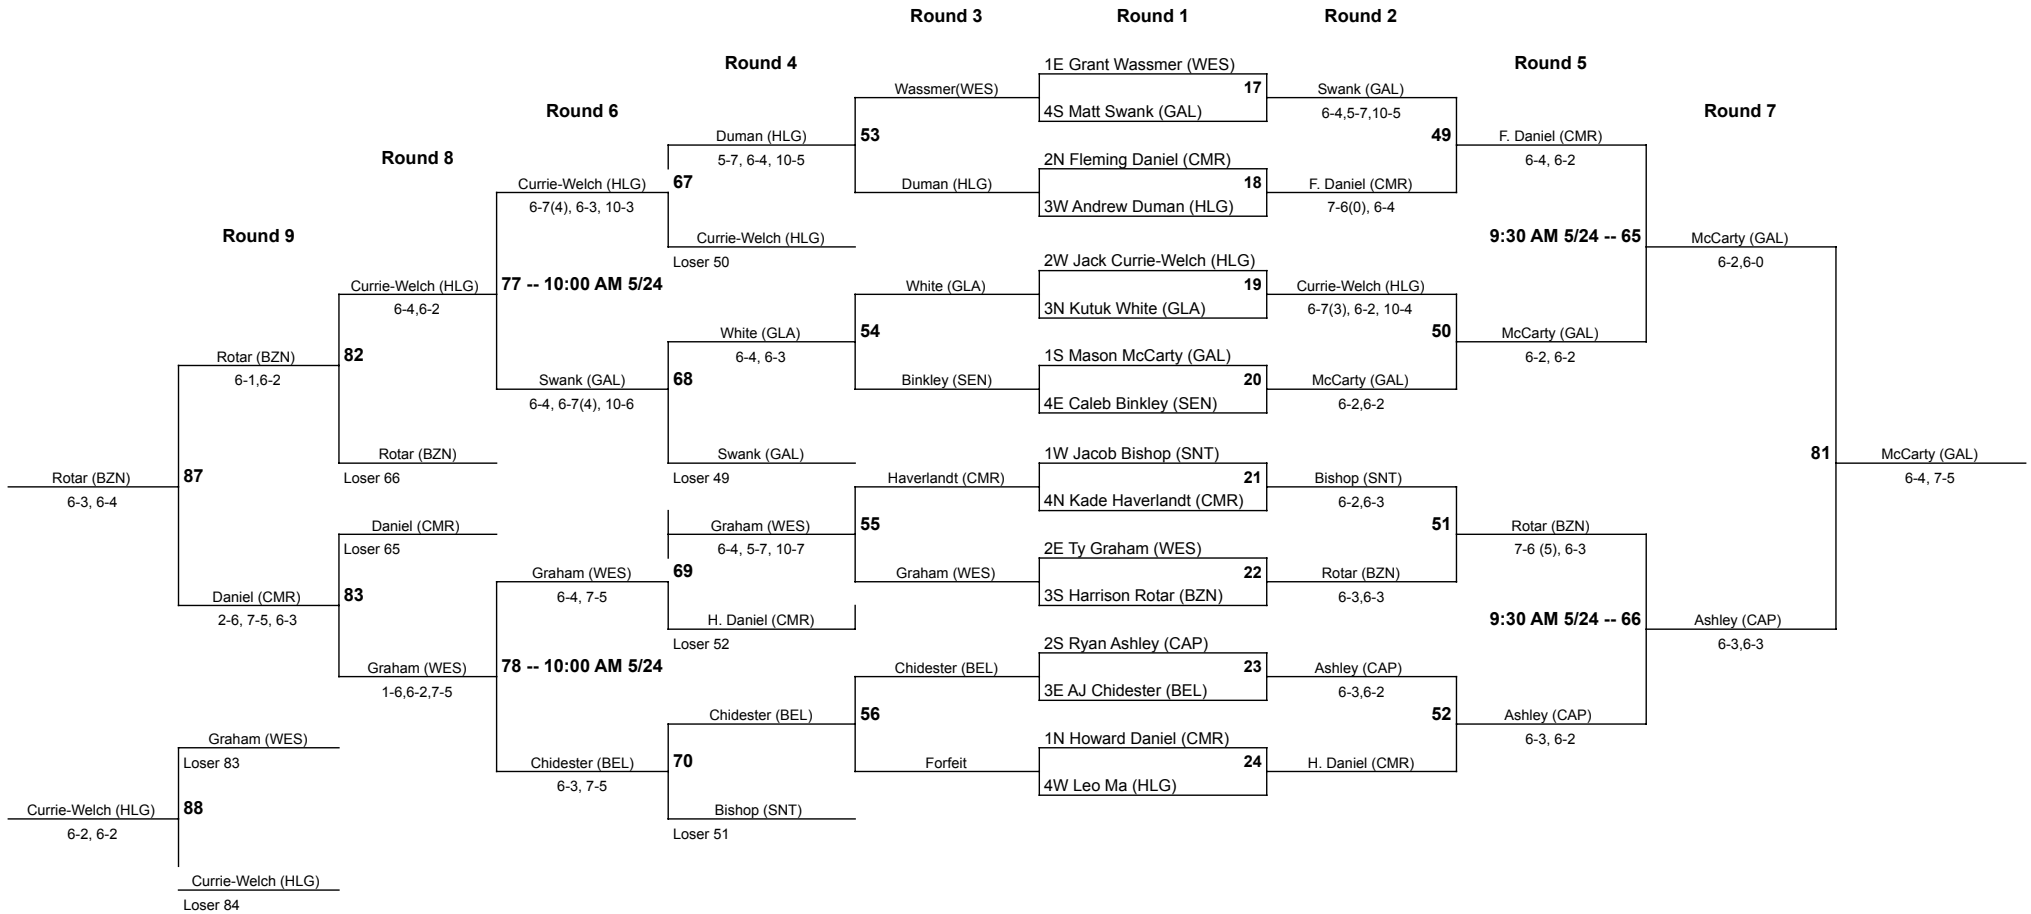 Round 3
Round 1
Round 2
Round 4
Round 5
Round 6
Round 7
Round 8
Round 9
1E Grant Wassmer (WES)
17
4S Matt Swank (GAL)
2N Fleming Daniel (CMR)
18
3W Andrew Duman (HLG)
2W Jack Currie-Welch (HLG)
19
3N Kutuk White (GLA)
1S Mason McCarty (GAL)
20
4E Caleb Binkley (SEN)
1W Jacob Bishop (SNT)
21
4N Kade Haverlandt (CMR)
2E Ty Graham (WES)
22
3S Harrison Rotar (BZN)
2S Ryan Ashley (CAP)
23
3E AJ Chidester (BEL)
1N Howard Daniel (CMR)
24
4W Leo Ma (HLG)
Swank (GAL)
6-4,5-7,10-5
49
F. Daniel (CMR)
7-6(0), 6-4
Currie-Welch (HLG)
6-7(3), 6-2, 10-4
50
McCarty (GAL)
6-2,6-2
Bishop (SNT)
6-2,6-3
51
Rotar (BZN)
6-3,6-3
Ashley (CAP)
6-3,6-2
52
H. Daniel (CMR)
F. Daniel (CMR)
6-4, 6-2
9:30 AM 5/24 -- 65
McCarty (GAL)
6-2, 6-2
Rotar (BZN)
7-6 (5), 6-3
9:30 AM 5/24 -- 66
Ashley (CAP)
6-3, 6-2
McCarty (GAL)
6-2,6-0
81
Ashley (CAP)
6-3,6-3
McCarty (GAL)
6-4, 7-5
Wassmer(WES)
53
Duman (HLG)
White (GLA)
54
Binkley (SEN)
Haverlandt (CMR)
55
Graham (WES)
Chidester (BEL)
56
Forfeit
Duman (HLG)
5-7, 6-4, 10-5
67
Currie-Welch (HLG)
Loser 50
White (GLA)
6-4, 6-3
68
Swank (GAL)
Loser 49
Graham (WES)
6-4, 5-7, 10-7
69
H. Daniel (CMR)
Loser 52
Chidester (BEL)
70
Bishop (SNT)
Loser 51
Currie-Welch (HLG)
6-7(4), 6-3, 10-3
77 -- 10:00 AM 5/24
Swank (GAL)
6-4, 6-7(4), 10-6
Graham (WES)
6-4, 7-5
78 -- 10:00 AM 5/24
Chidester (BEL)
6-3, 7-5
Currie-Welch (HLG)
6-4,6-2
82
Rotar (BZN)
Loser 66
Daniel (CMR)
Loser 65
83
Graham (WES)
1-6,6-2,7-5
Rotar (BZN)
6-1,6-2
87
Daniel (CMR)
2-6, 7-5, 6-3
Graham (WES)
Loser 83
88
Currie-Welch (HLG)
Loser 84
Rotar (BZN)
6-3, 6-4
Currie-Welch (HLG)
6-2, 6-2